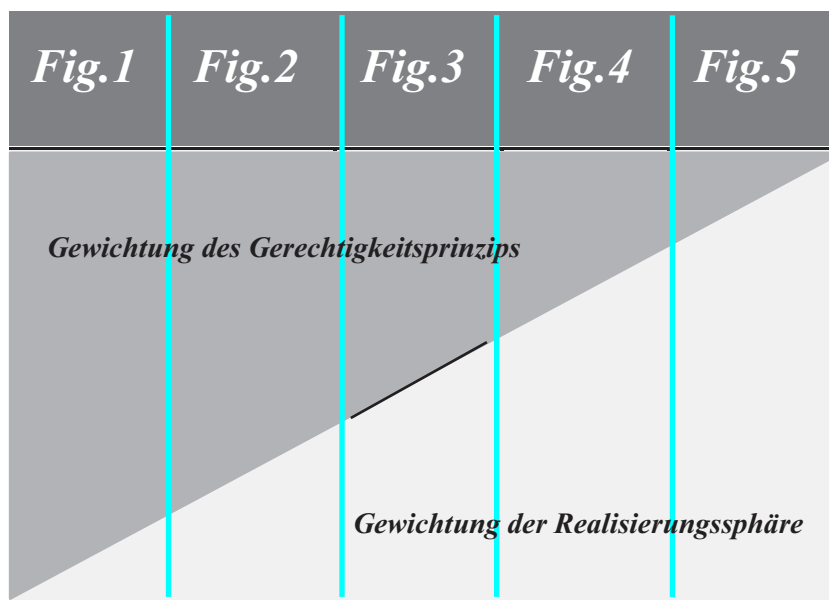 Fig.1 Fig.2 Fig.3 Fig.4 Fig.5
Gewichtung des Gerechtigkeitsprinzips
Gewichtung der Realisierungssphäre